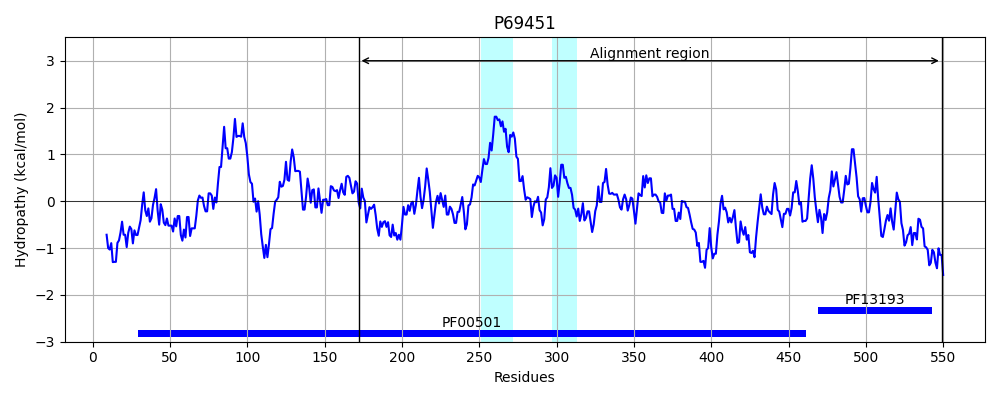 P69451
Alignment region
3
2
1
0
−1
−2
−3
Hydropathy (kcal/mol)
PF13193
PF00501
0 50 100 150 200 250 300 350 400 450 500 550
Residues